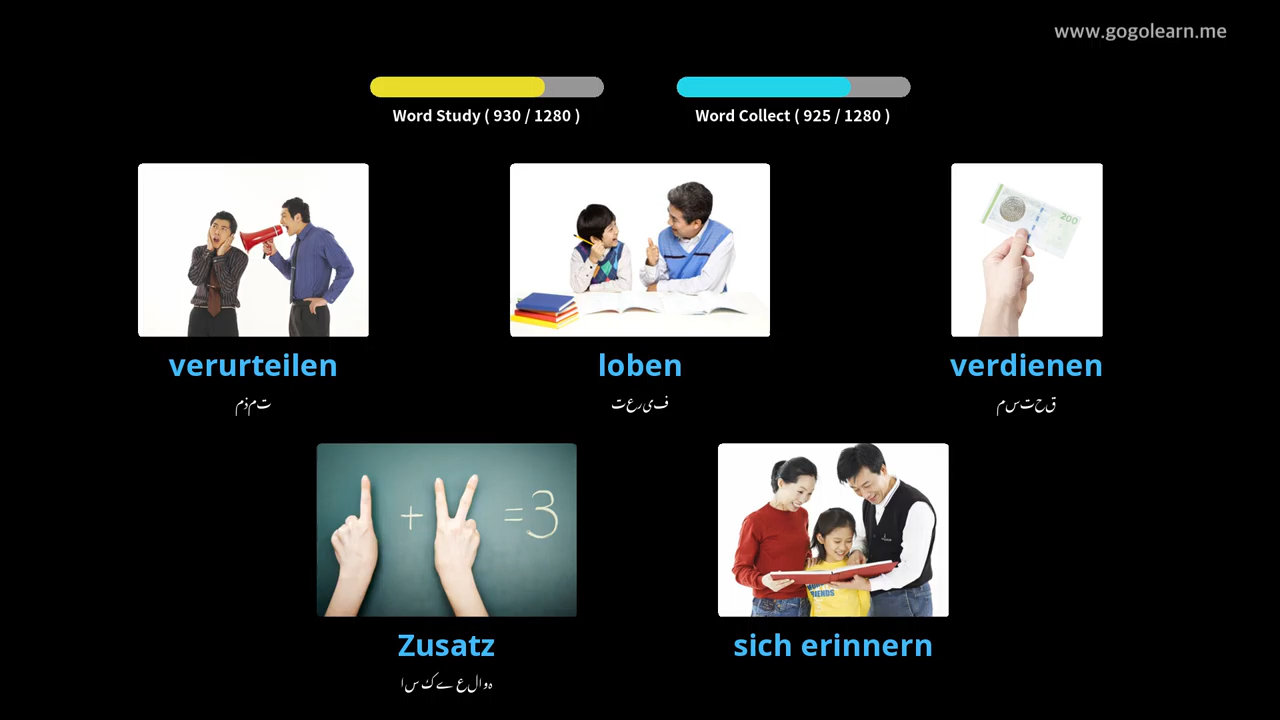 www.gogolearn.me
Word Study ( 930 / 1280 )
Word Collect ( 925 / 1280 )
verurteilen
مذمت
loben
تعریف
verdienen
مستحق
Zusatz
اس کے علاوہ
sich erinnern